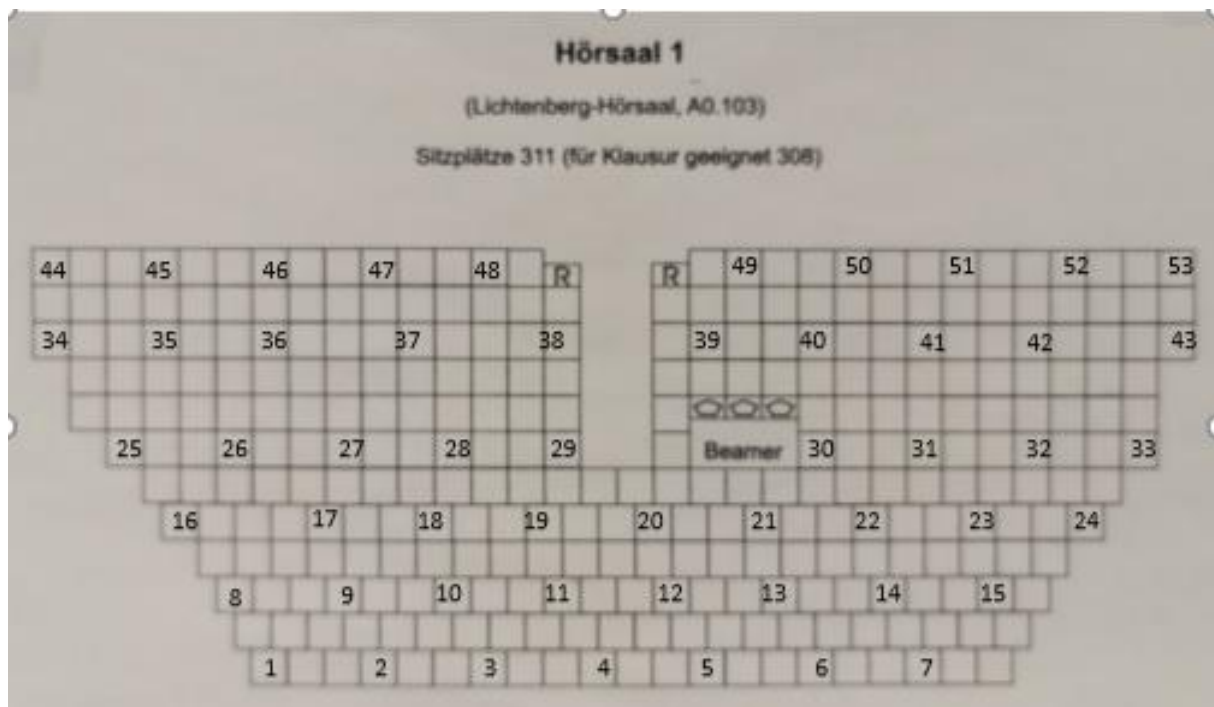 Hörsaal 1
(Lichtenberg-Hörsaal, A0.103)
Sitzplätze 311 (für Klausur geeignet 308)
44 45 46 47 48 R R 49 50 51 52 53
34 35 36 37 38 39 40 41 42 43
25 26 27 28 29 Beamer 30 31 32 33
16 17 18 19 20 21 22 23 24
8 9 10 11 12 13 14 15
1 2 3 4 5 6 7